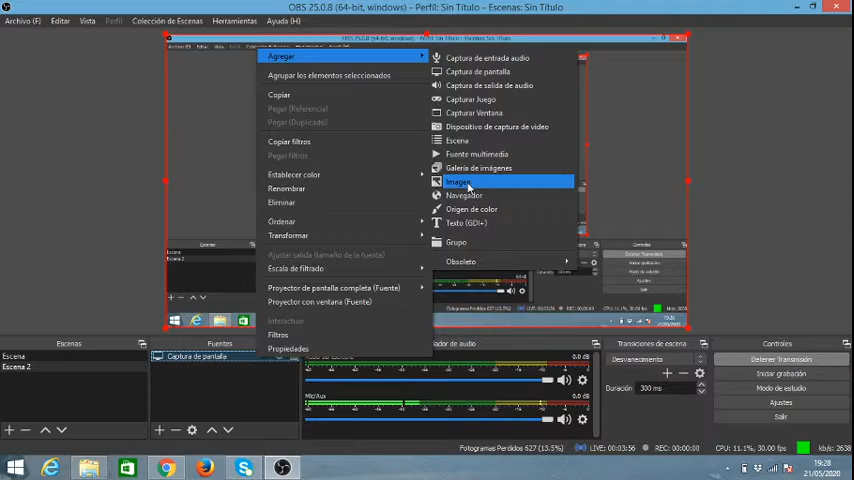 OBS 25.0.8 (64-bit, windows) - Perfil: Sin Título - Escenas: Sin Título
Archivo (F) Editar Vista Perfil Colección de Escenas Herramientas Ayuda (H)
Agregar
Agrupar los elementos seleccionados
Copiar
Pegar (Referencia)
Pegar (Duplicado)
Copiar filtros
Pegar filtros
Establecer color
Renombrar
Eliminar
Ordenar
Transformar
Ajustar salida (tamaño de la fuente)
Escala de filtrado
Proyector de pantalla completa (Fuente)
Proyector con ventana (Fuente)
Interactuar
Filtros
Propiedades
Captura de entrada audio
Captura de pantalla
Captura de salida de audio
Capturar Juego
Capturar Ventana
Dispositivo de captura de vídeo
Escena
Fuente multimedia
Galería de imágenes
Imagen
Navegador
Origen de color
Texto (GDI+)
Grupo
Obsoleto
Escenas
Escena
Escena 2
Fuentes
Captura de pantalla
lador de audio
0.0 dB
Mic/Aux
0.0 dB
Transiciones de escena
Desvanecimiento
Duración 300 ms
Controles
Detener Transmisión
Iniciar grabación
Modo de estudio
Ajustes
Salir
Fotogramas Perdidos 627 (13.5%) LIVE: 00:03:56 REC: 00:00:00 CPU: 11.1%, 30.00 fps kb/s: 2638
19:28
21/05/2020